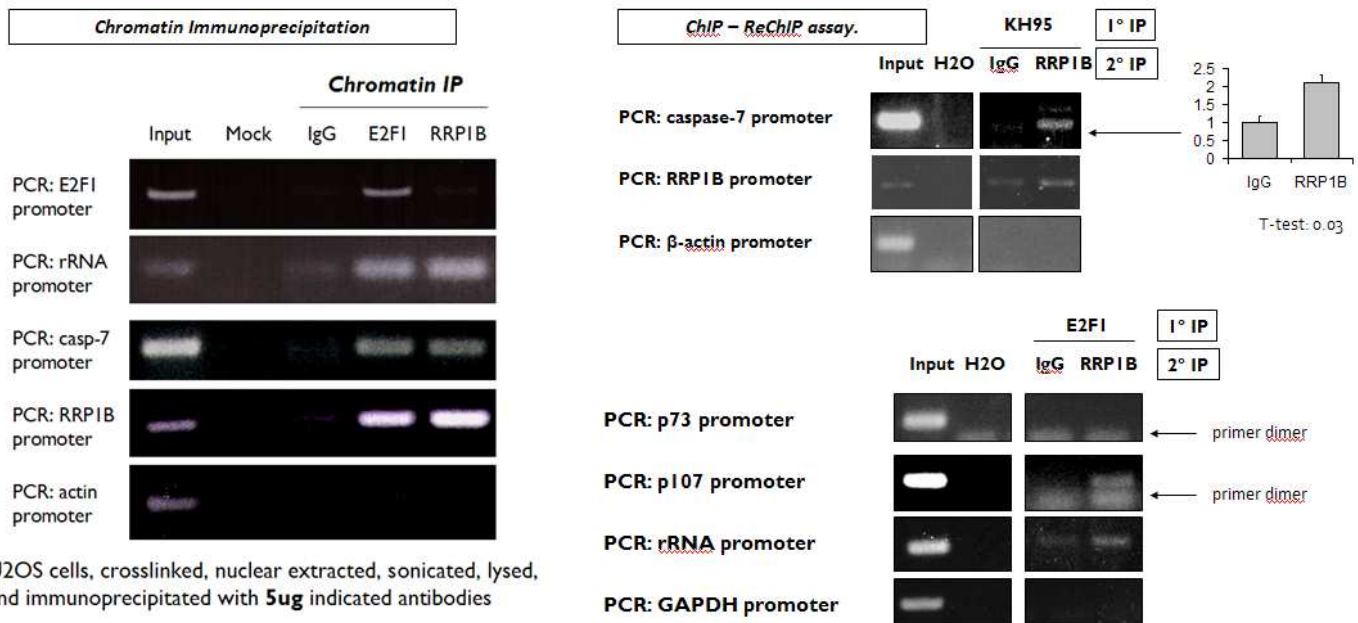 Chromatin Immunoprecipitation
Chromatin IP
Input Mock IgG E2F1 RRP1B
PCR: E2F1
promoter
PCR: rRNA
promoter
PCR: casp-7
promoter
PCR: RRP1B
promoter
PCR: actin
promoter
J2OS cells, crosslinked, nuclear extracted, sonicated, lysed,
nd immunoprecipitated with 5ug indicated antibodies
ChIP – ReChIP assay.
KH95 1° IP
Input H2O IgG RRP1B 2° IP
PCR: caspase-7 promoter
PCR: RRP1B promoter
PCR: β-actin promoter
2.5
2
1.5
1
0.5
0
IgG RRP1B
T-test: 0.03
E2F1 1° IP
Input H2O IgG RRP1B 2° IP
PCR: p73 promoter
primer dimer
PCR: p107 promoter
primer dimer
PCR: rRNA promoter
PCR: GAPDH promoter